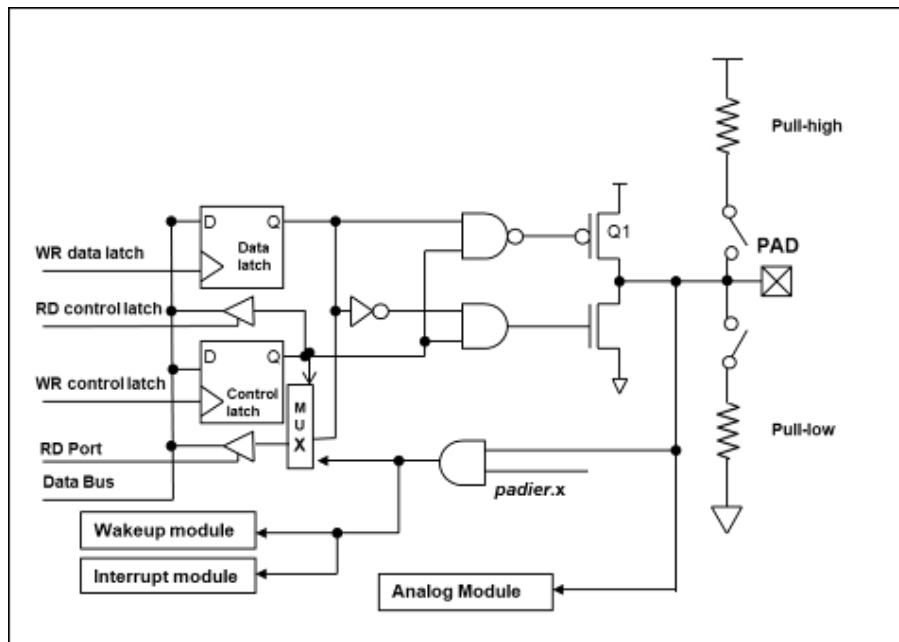 Pull-high
D
Q
Data
latch
Q1
PAD
WR data latch
RD control latch
D
Q
Control
latch
WR control latch
M
U
X
RD Port
Data Bus
padier.x
Pull-low
Wakeup module
Interrupt module
Analog Module